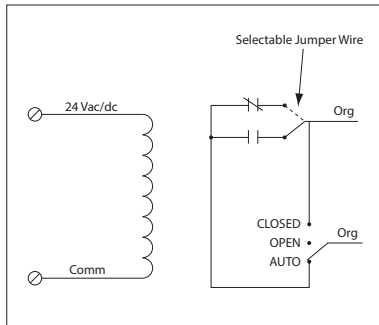 Selectable Jumper Wire
24 Vac/dc
Org
CLOSED
OPEN
Org
AUTO
Comm